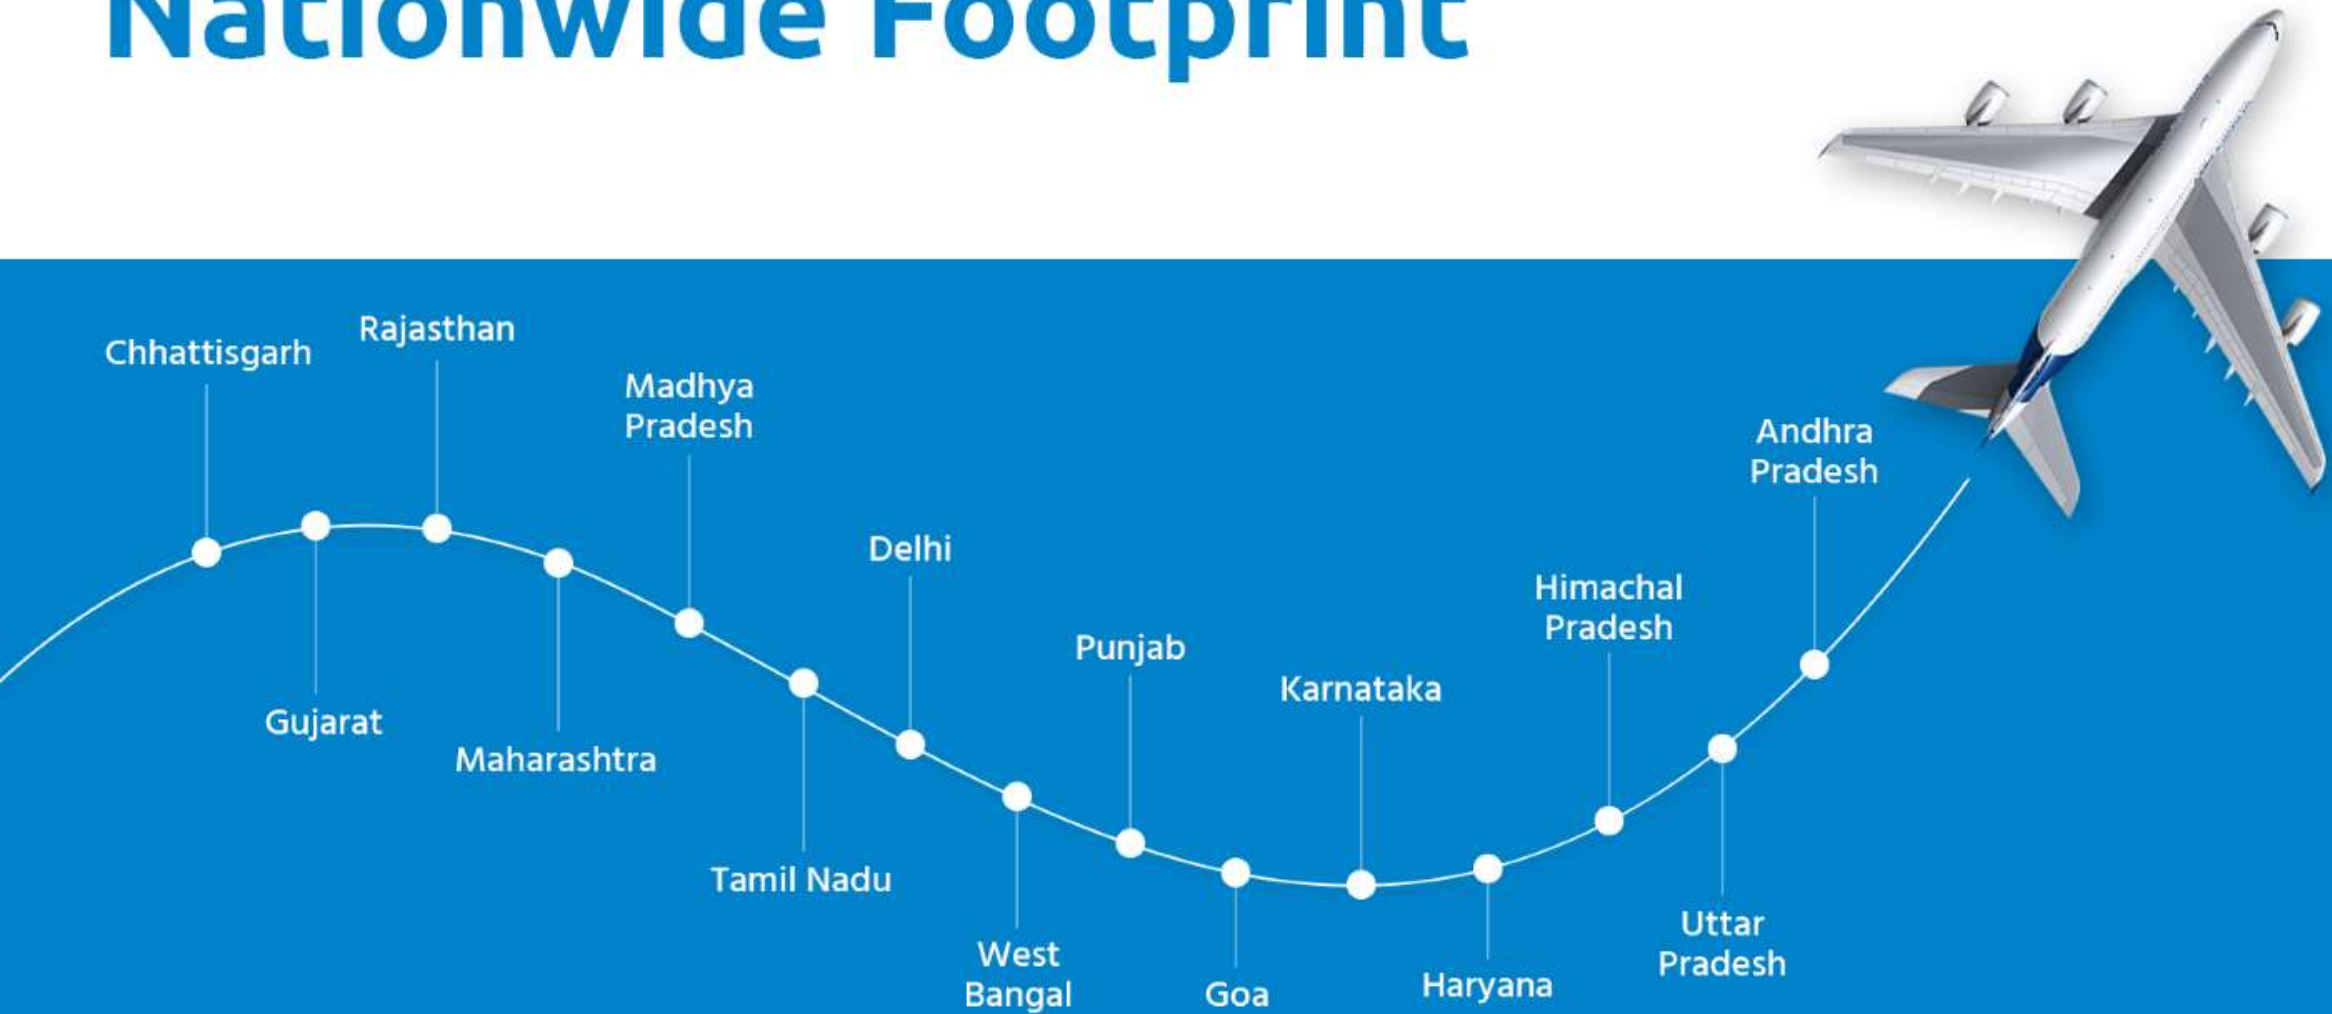 Nationwide Footprint
Chhattisgarh
Gujarat
Rajasthan
Maharashtra
Madhya
Pradesh
Tamil Nadu
Delhi
West
Bangal
Punjab
Goa
Karnataka
Haryana
Himachal
Pradesh
Uttar
Pradesh
Andhra
Pradesh